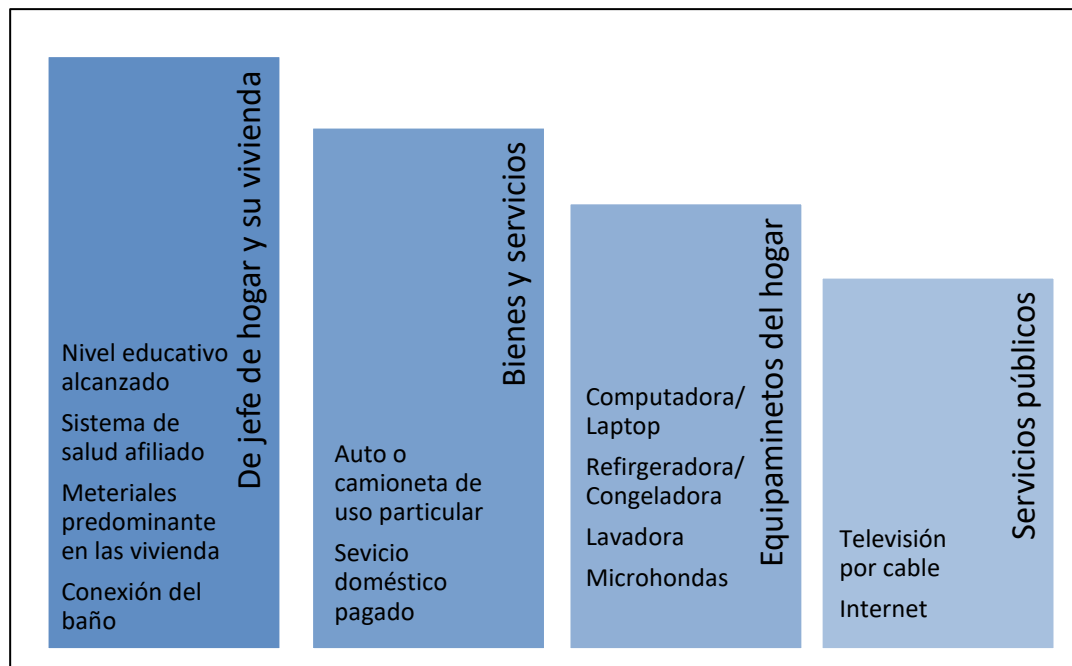 De jefe de hogar y su vivienda
Nivel educativo
alcanzado
Sistema de
salud afiliado
Meteriales
predominante
en las vivienda
Conexión del
baño
Bienes y servicios
Auto o
camioneta de
uso particular
Sevicio
doméstico
pagado
Equipaminetos del hogar
Computadora/
Laptop
Refirgeradora/
Congeladora
Lavadora
Microhondas
Servicios públicos
Televisión
por cable
Internet